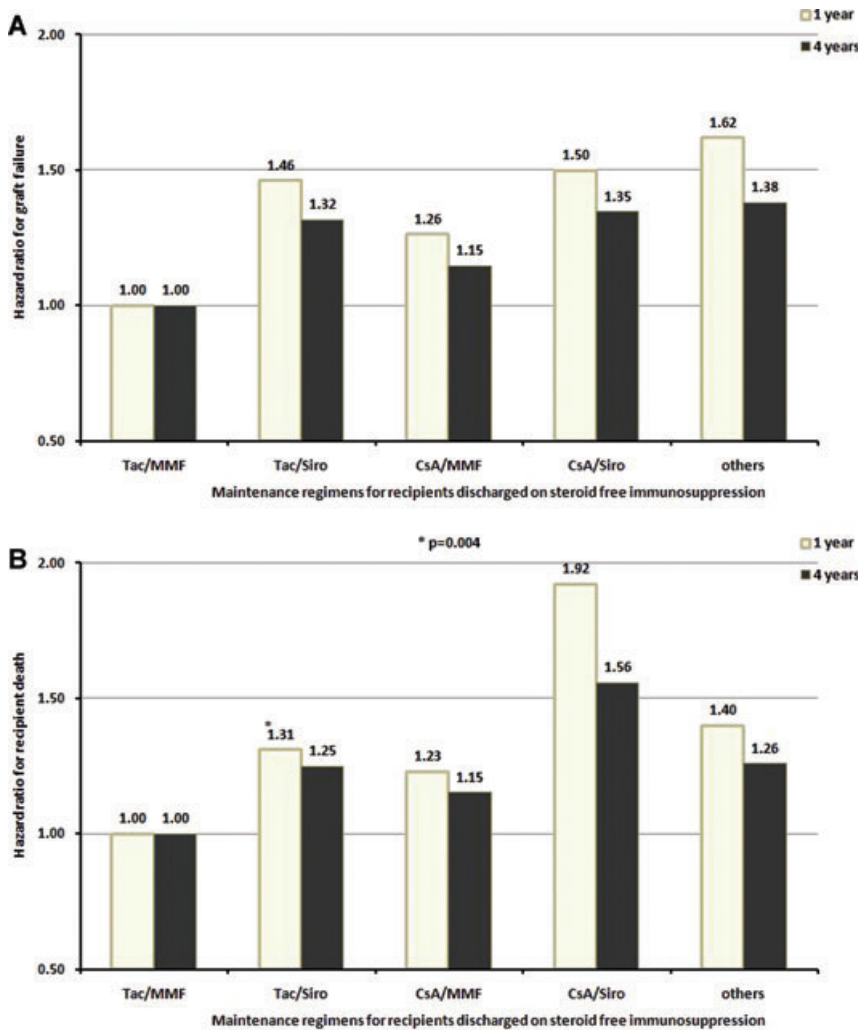 A
1 year
4 years
2.00
1.50
1.00
0.50
Hazard ratio for graft failure
1.00 1.00
1.46
1.32
1.26
1.15
1.50
1.35
1.62
1.38
Tac/MMF Tac/Siro CsA/MMF CsA/Siro others
Maintenance regimens for recipients discharged on steroid free immunosuppression
B
* p=0.004
1 year
4 years
2.00
1.50
1.00
0.50
Hazard ratio for recipient death
1.00 1.00
*
1.31
1.25
1.23
1.15
1.92
1.56
1.40
1.26
Tac/MMF Tac/Siro CsA/MMF CsA/Siro others
Maintenance regimens for recipients discharged on steroid free immunosuppression